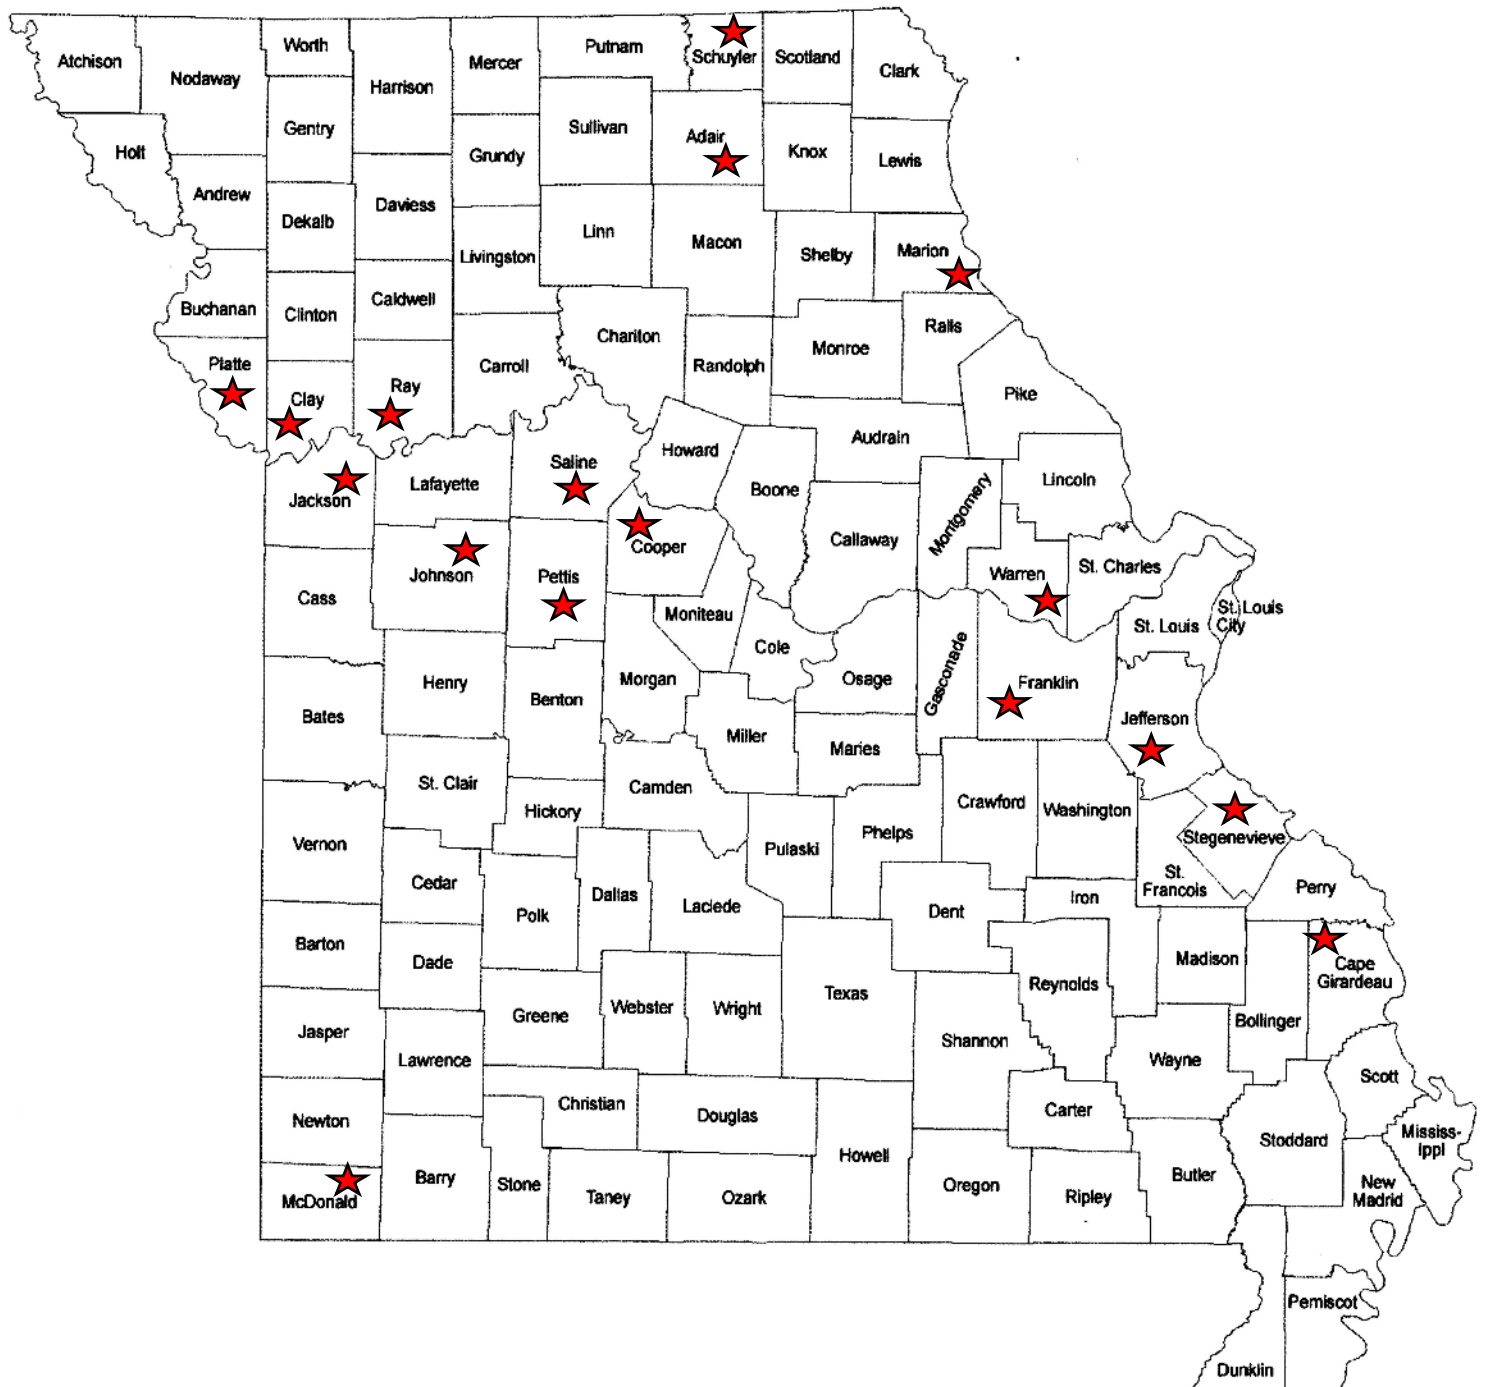 Worth
Putnam
Schuyler
Scotland
Atchison
Nodaway
Mercer
Clark
Harrison
Gentry
Sullivan
Adair
Holt
Grundy
Knox
Lewis
Andrew
Dekalb
Daviess
Linn
Macon
Shelby
Marion
Livingston
Buchanan
Clinton
Caldwell
Chariton
Ralls
Monroe
Platte
Carroll
Randolph
Clay
Ray
Pike
Audrain
Howard
Saline
Lafayette
Boone
Lincoln
Jackson
Montgomery
Callaway
Cooper
Johnson
Pettis
Warren
St. Charles
Cass
Moniteau
St. Louis
City
St. Louis
Cole
Henry
Morgan
Osage
Gasconade
Franklin
Benton
Bates
Miller
Maries
Jefferson
St. Clair
Camden
Hickory
Crawford
Washington
Phelps
Vernon
Pulaski
Stegenevieve
St.
Francois
Cedar
Dallas
Polk
Laclede
Iron
Perry
Dent
Barton
Dade
Madison
Cape
Girardeau
Texas
Reynolds
Greene
Webster
Wright
Bollinger
Jasper
Lawrence
Shannon
Wayne
Scott
Newton
Christian
Douglas
Carter
Stoddard
Mississ-
ippi
Howell
McDonald
Barry
Stone
Taney
Ozark
Oregon
Ripley
Butler
New
Madrid
Pemiscot
Dunklin